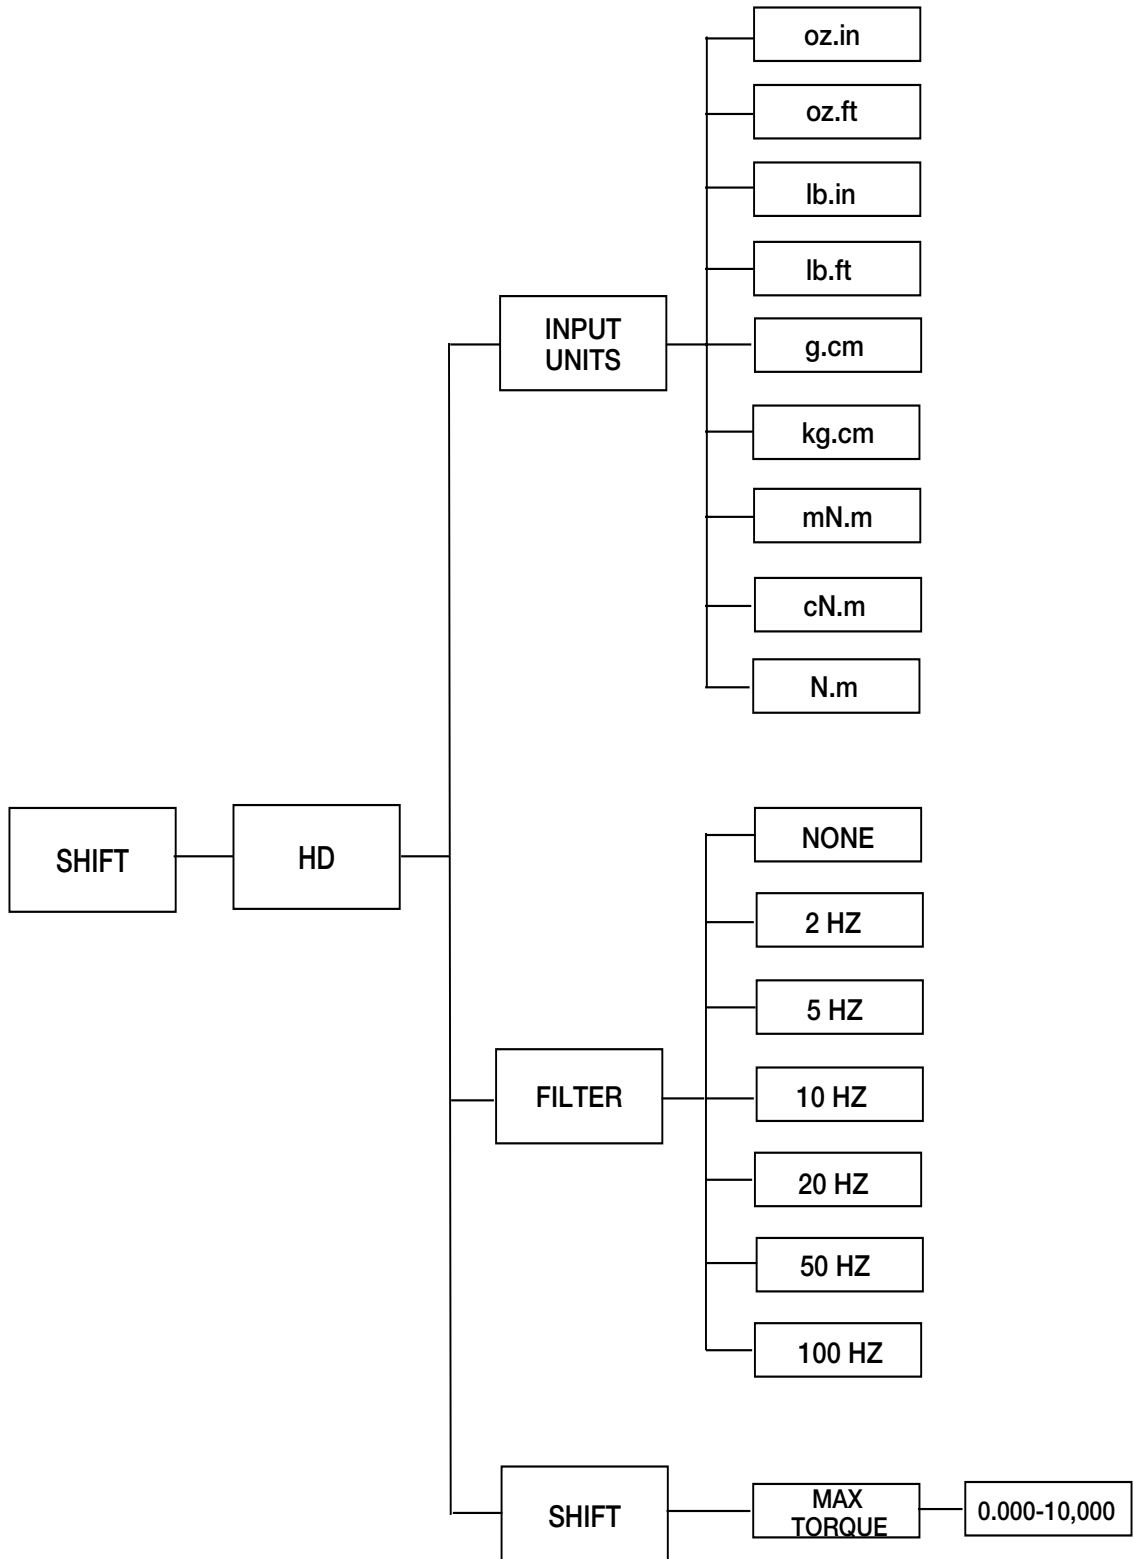 oz.in
oz.ft
lb.in
lb.ft
INPUT
UNITS
g.cm
kg.cm
mN.m
cN.m
N.m
SHIFT
HD
NONE
2 HZ
5 HZ
FILTER
10 HZ
20 HZ
50 HZ
100 HZ
SHIFT
MAX
TORQUE
0.000-10,000